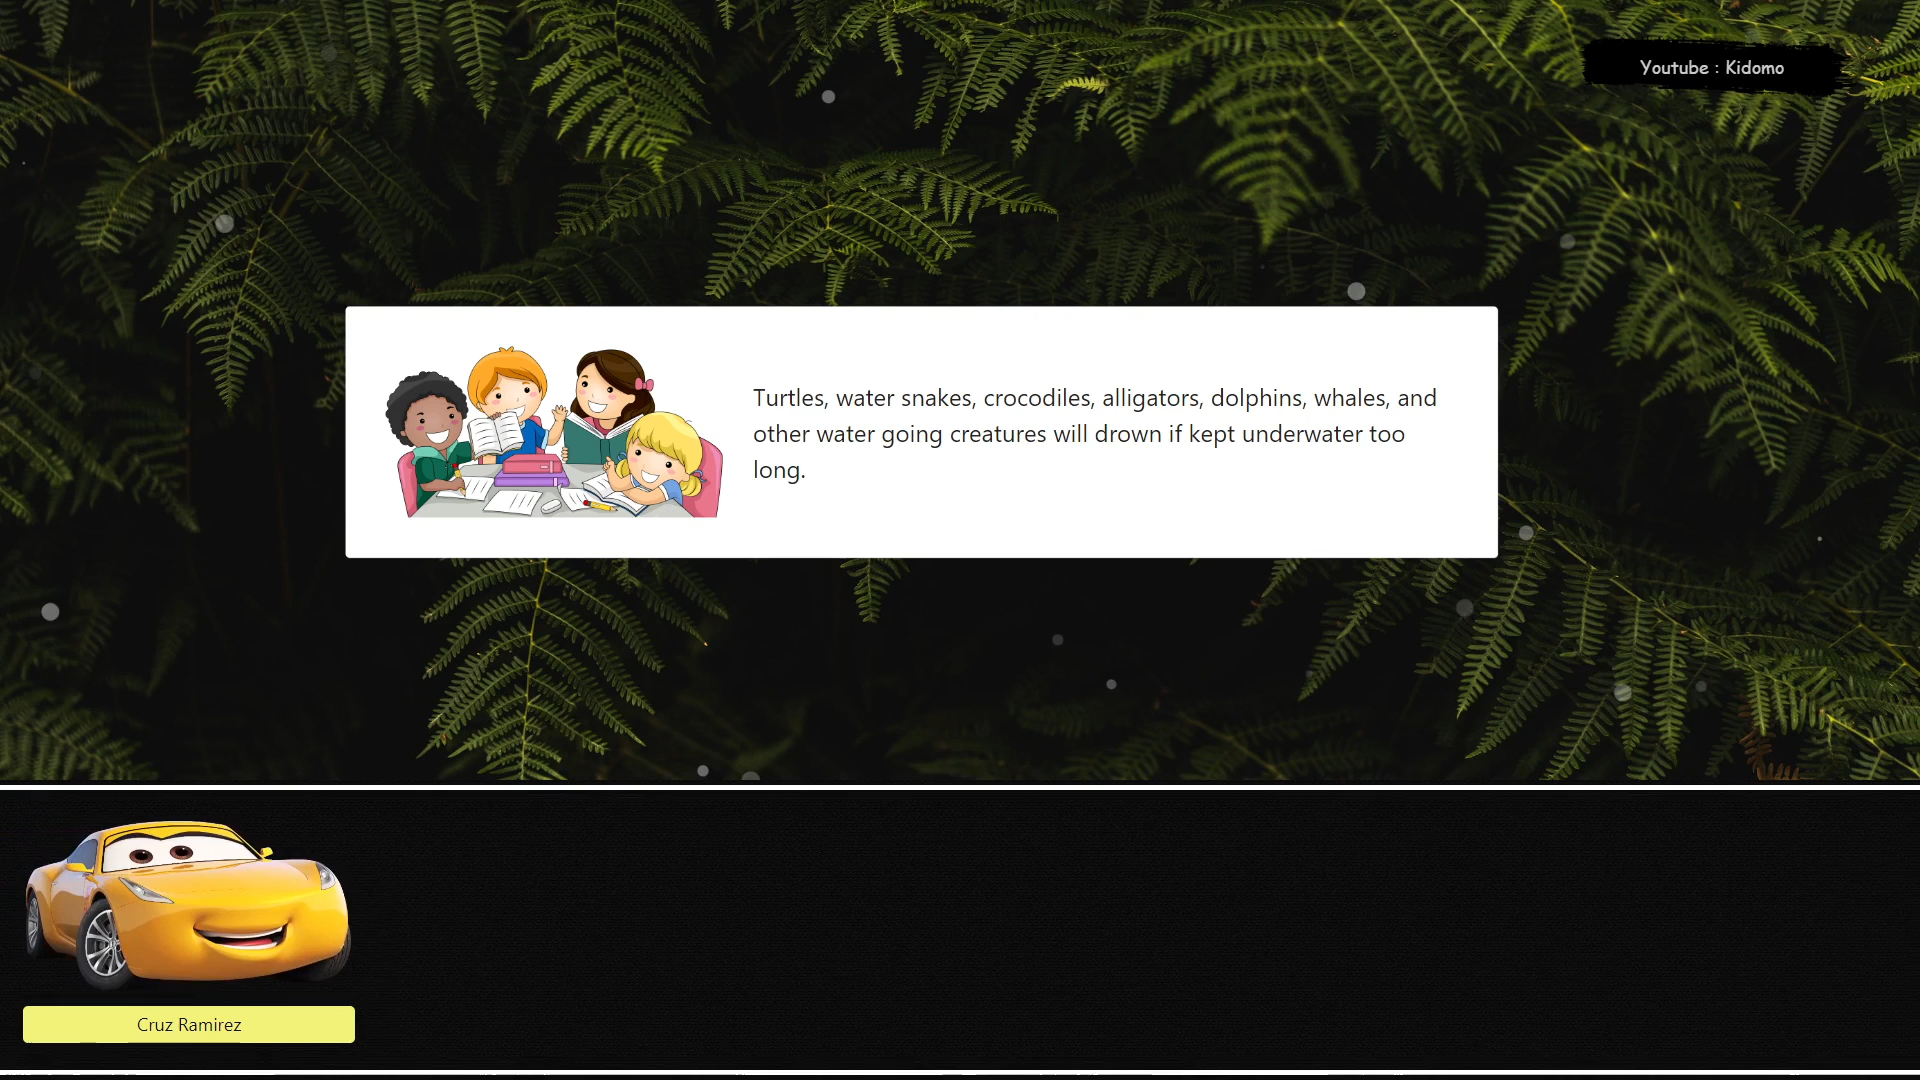 Youtube : Kidomo
Turtles, water snakes, crocodiles, alligators, dolphins, whales, and
other water going creatures will drown if kept underwater too
long.
Cruz Ramirez